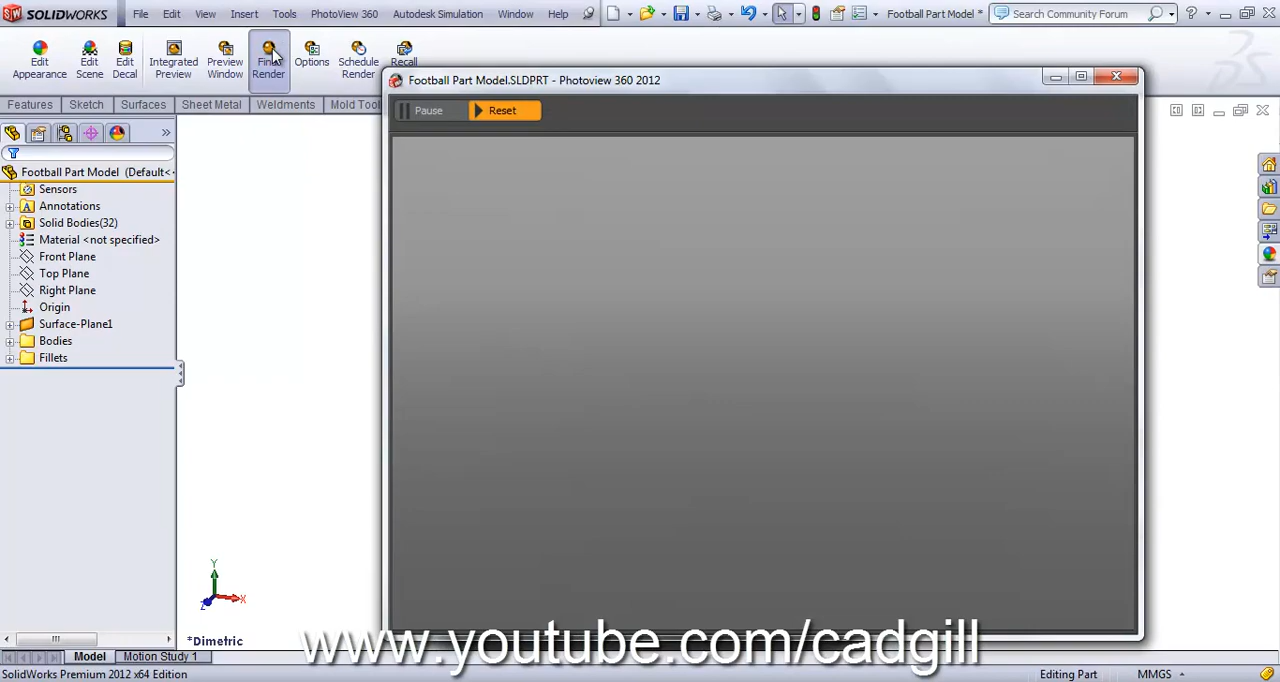 SOLIDWORKS File Edit View Insert Tools PhotoView 360 Autodesk Simulation Window Help Football Part Model * Search Community Forum ?
Edit Appearance Edit Scene Edit Decal Integrated Preview Preview Window Final Render Options Schedule Render Recall
Football Part Model.SLDPRT - Photoview 360 2012
Pause Reset
Features Sketch Surfaces Sheet Metal Weldments Mold Too
Football Part Model (Default<
Sensors
Annotations
Solid Bodies(32)
Material <not specified>
Front Plane
Top Plane
Right Plane
Origin
Surface-Plane1
Bodies
Fillets
Y
X
Z
*Dimetric
www.youtube.com/cadgill
Model Motion Study 1
SolidWorks Premium 2012 x64 Edition Editing Part MMGS